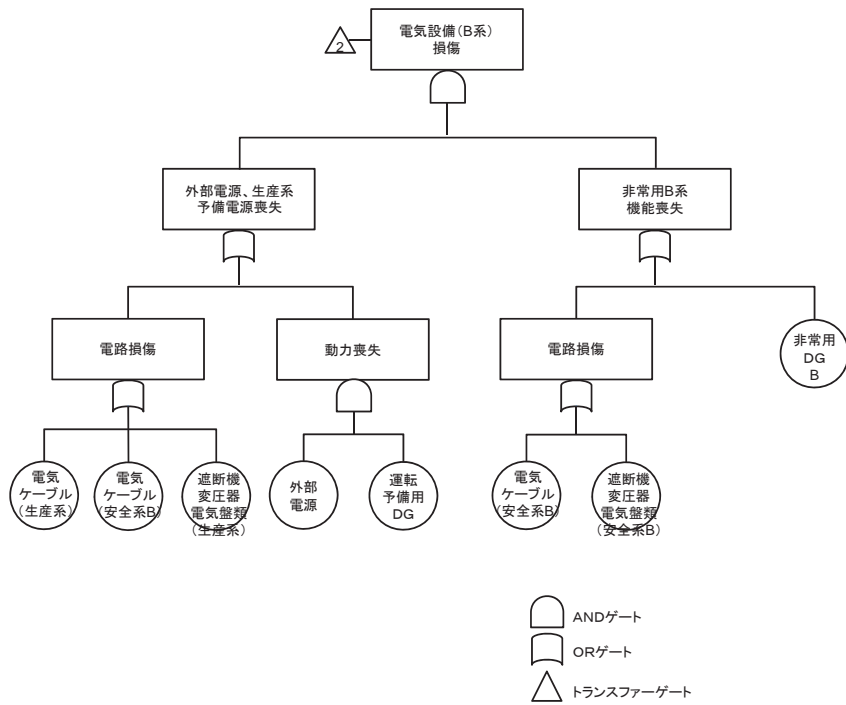 電気設備（B系）
損傷
2
外部電源、生産系
予備電源喪失
非常用B系
機能喪失
電路損傷
動力喪失
電路損傷
非常用
DG
B
電気
ケーブル
（生産系）
電気
ケーブル
（安全系B）
遮断機
変圧器
電気盤類
（生産系）
外部
電源
運転
予備用
DG
電気
ケーブル
（安全系B）
遮断機
変圧器
電気盤類
（安全系B）
ANDゲート
ORゲート
トランスファーゲート